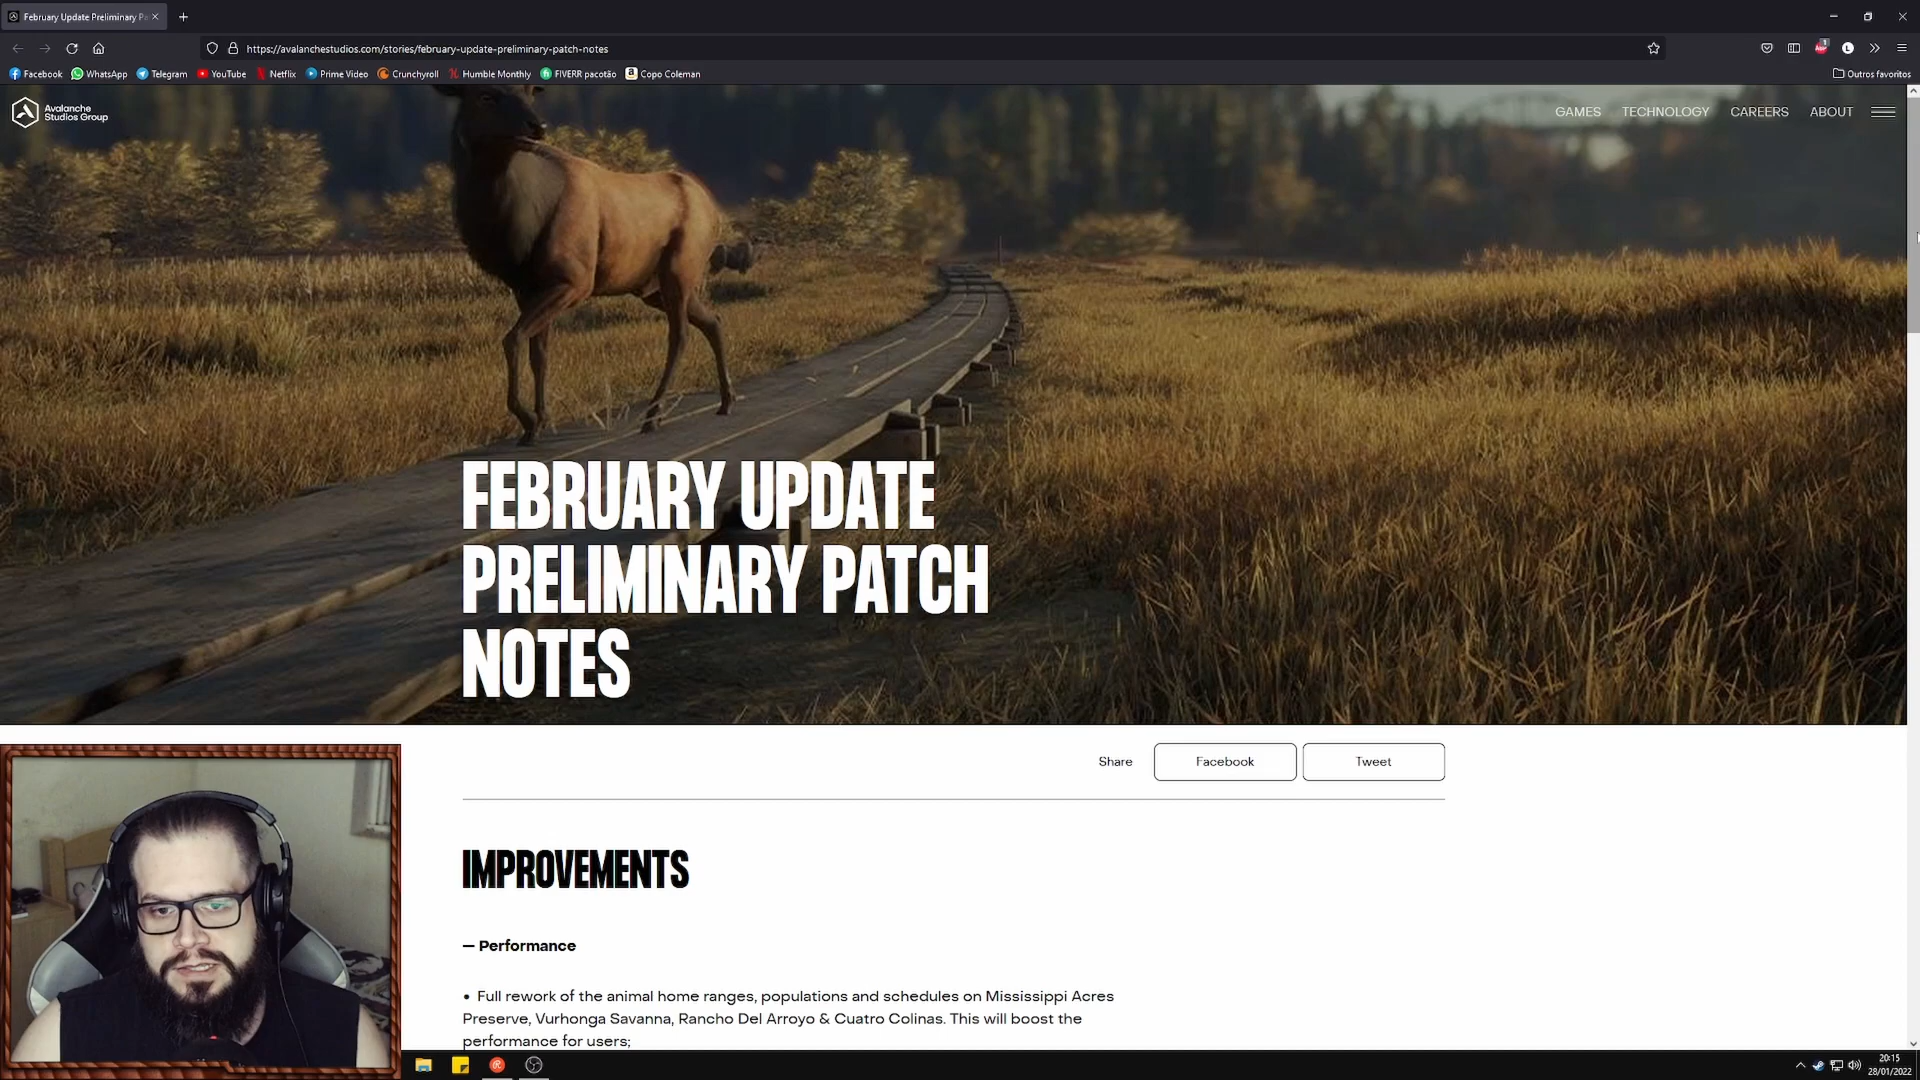 February Update Preliminary Pa
https://avalanchestudios.com/stories/february-update-preliminary-patch-notes
Facebook
WhatsApp
Telegram
YouTube
Netflix
Prime Video
Crunchyroll
Humble Monthly
FIVERR pacotão
Copo Coleman
Outros favoritos
Avalanche
Studios Group
GAMES
TECHNOLOGY
CAREERS
ABOUT
FEBRUARY UPDATE
PRELIMINARY PATCH
NOTES
Share
Facebook
Tweet
IMPROVEMENTS
— Performance
• Full rework of the animal home ranges, populations and schedules on Mississippi Acres
Preserve, Vurhonga Savanna, Rancho Del Arroyo & Cuatro Colinas. This will boost the
performance for users;
20:15
28/01/2022